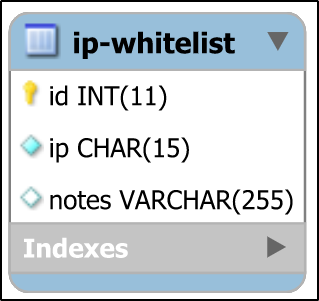 ip-whitelist
id INT(11)
ip CHAR(15)
notes VARCHAR(255)
Indexes